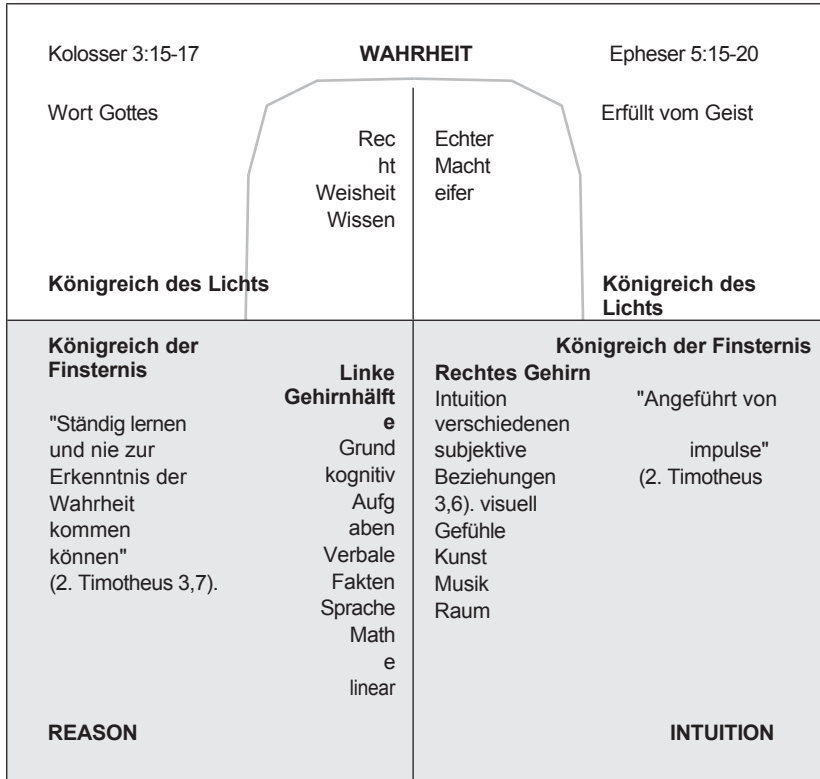 Kolosser 3:15-17 WAHRHEIT Epheser 5:15-20
Wort Gottes
Erfüllt vom Geist
Rec
ht
Weisheit
Wissen
Echter
Macht
eifer
Königreich des Lichts
Königreich des
Lichts
Königreich der
Finsternis
"Ständig lernen
und nie zur
Erkenntnis der
Wahrheit
kommen
können"
(2. Timotheus 3,7).
Linke
Gehirnhälft
e
Grund
kognitiv
Aufg
aben
Verbale
Fakten
Sprache
Math
e
linear
REASON
Königreich der Finsternis
Rechtes Gehirn
Intuition "Angeführt von
verschiedenen
subjektive impulse"
Beziehungen (2. Timotheus
3,6). visuell
Gefühle
Kunst
Musik
Raum
INTUITION